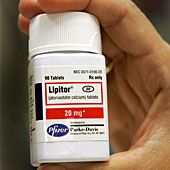 NDC 0071-0156-23
90 Tablets Rx only
Lipitor®
(atorvastatin calcium) tablets
20 mg*
Pfizer
Parke-Davis